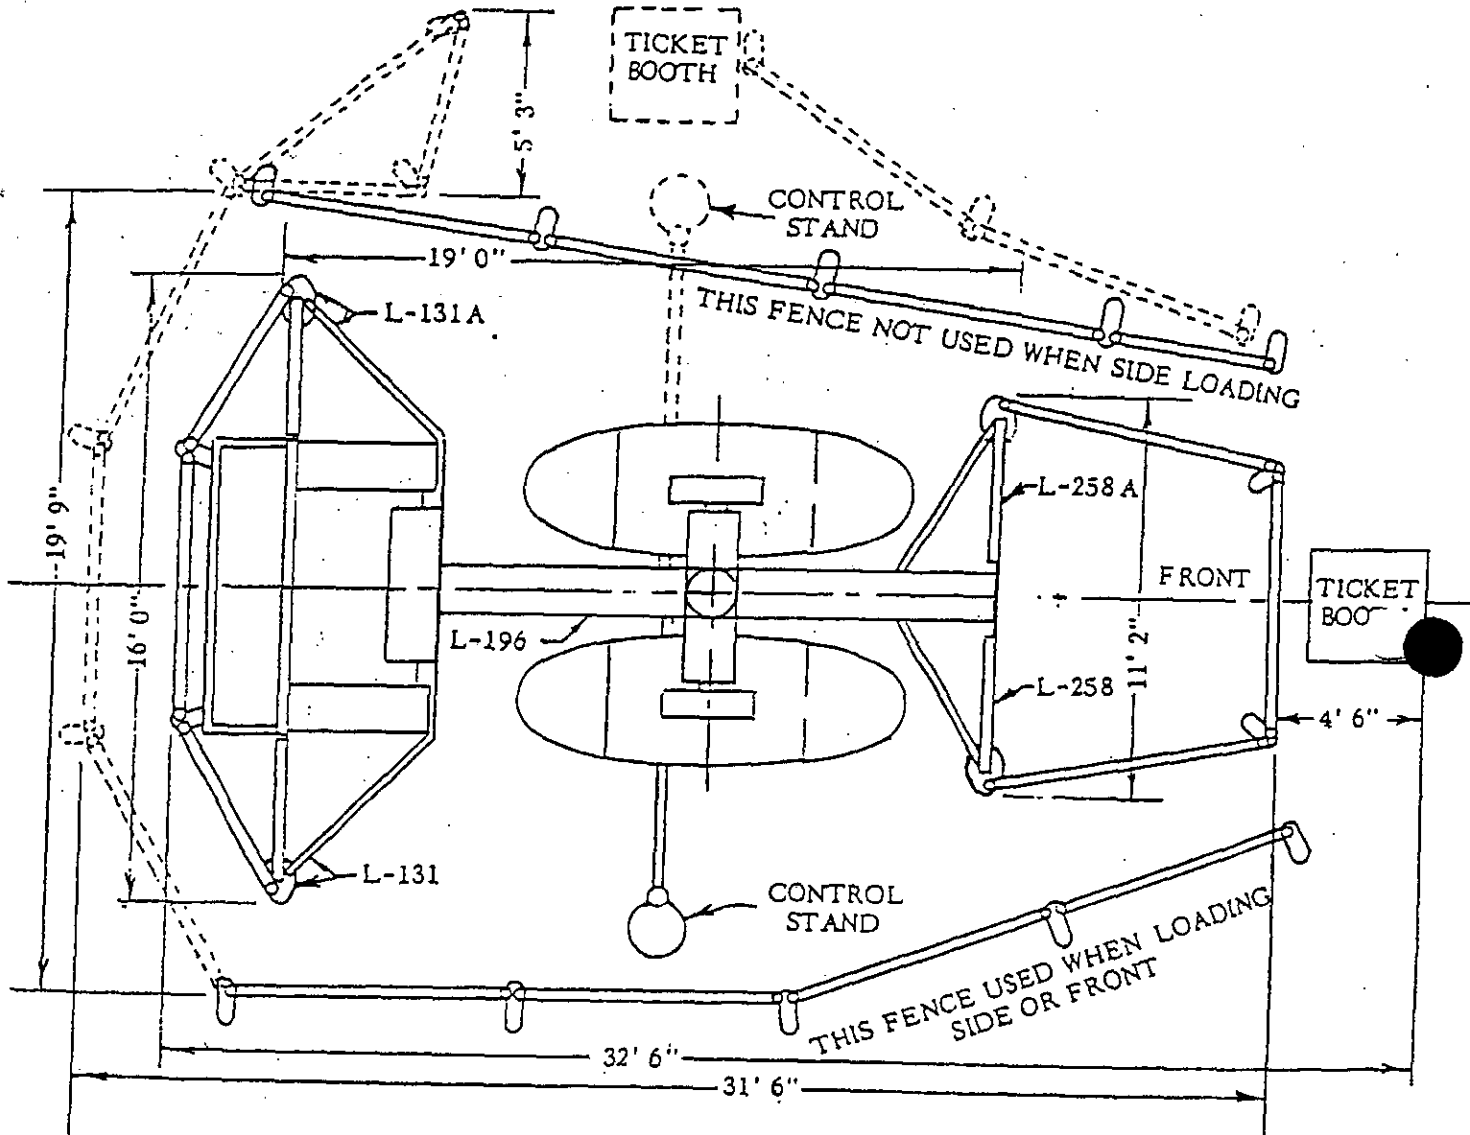 TICKET
BOOTH
5' 3"
CONTROL
STAND
19' 0"
L-131A
THIS FENCE NOT USED WHEN SIDE LOADING
L-258A
19' 9"
FRONT
TICKET
16' 0"
L-196
11' 2"
L-258
4' 6"
L-131
CONTROL
STAND
THIS FENCE USED WHEN LOADING
SIDE OR FRONT
32' 6"
31' 6"